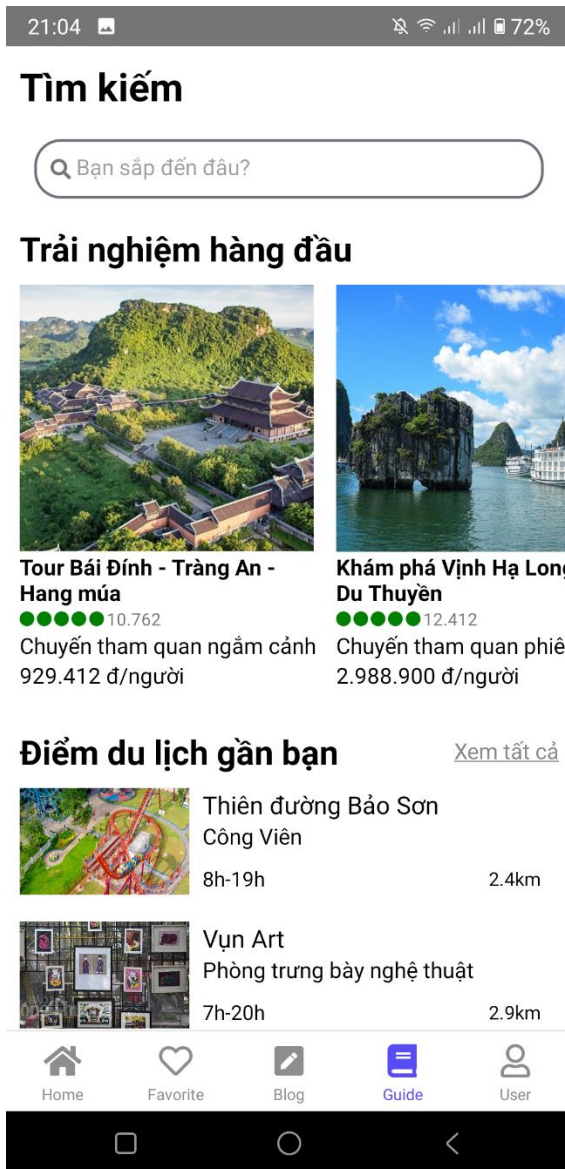 21:04
72%
Tìm kiếm
Bạn sắp đến đâu?
Trải nghiệm hàng đầu
Tour Bái Đính - Tràng An -
Hang múa
10.762
Chuyến tham quan ngắm cảnh
929.412 đ/người
Khám phá Vịnh Hạ Long
Du Thuyền
12.412
Chuyến tham quan phiê
2.988.900 đ/người
Điểm du lịch gần bạn
Xem tất cả
Thiên đường Bảo Sơn
Công Viên
8h-19h
2.4km
Vụn Art
Phòng trưng bày nghệ thuật
7h-20h
2.9km
Home
Favorite
Blog
Guide
User